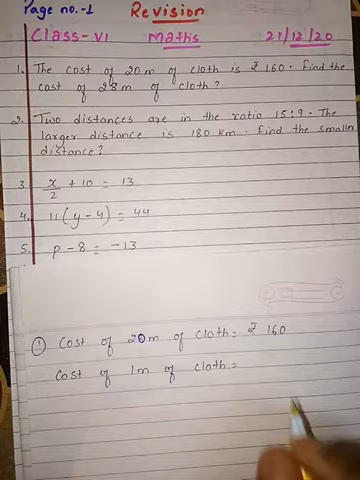 Page no.-1 Revision
Class-VI Maths 21/12/20
1. The cost of 20m of cloth is ₹160. Find the
cost of 28m of cloth?
2. Two distances are in the ratio 15:9. The
larger distance is 180 km. Find the smaller
distance?
3. x/2 + 10 = 13
4. 11(y-4) = 44
5. p-8 = -13
① Cost of 20m of cloth = ₹160
Cost of 1m of cloth =